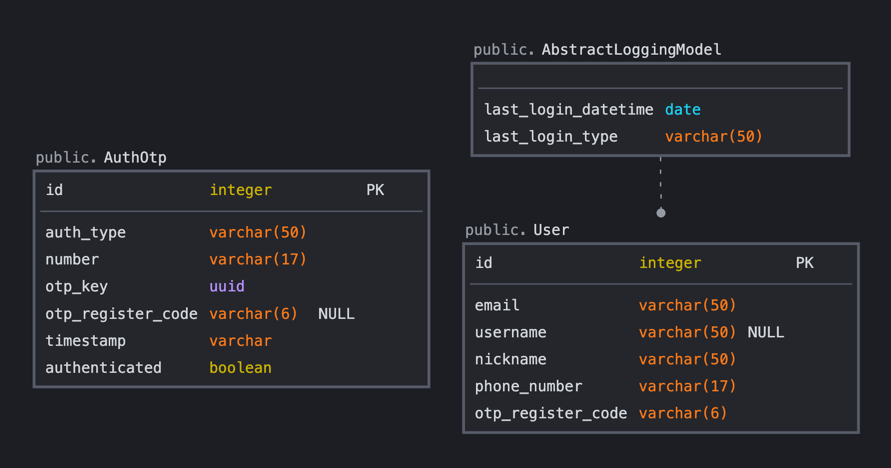 public. AuthOtp
id integer PK
auth_type varchar(50)
number varchar(17)
otp_key uuid
otp_register_code varchar(6) NULL
timestamp varchar
authenticated boolean
public. AbstractLoggingModel
last_login_datetime date
last_login_type varchar(50)
public. User
id integer PK
email varchar(50)
username varchar(50) NULL
nickname varchar(50)
phone_number varchar(17)
otp_register_code varchar(6)